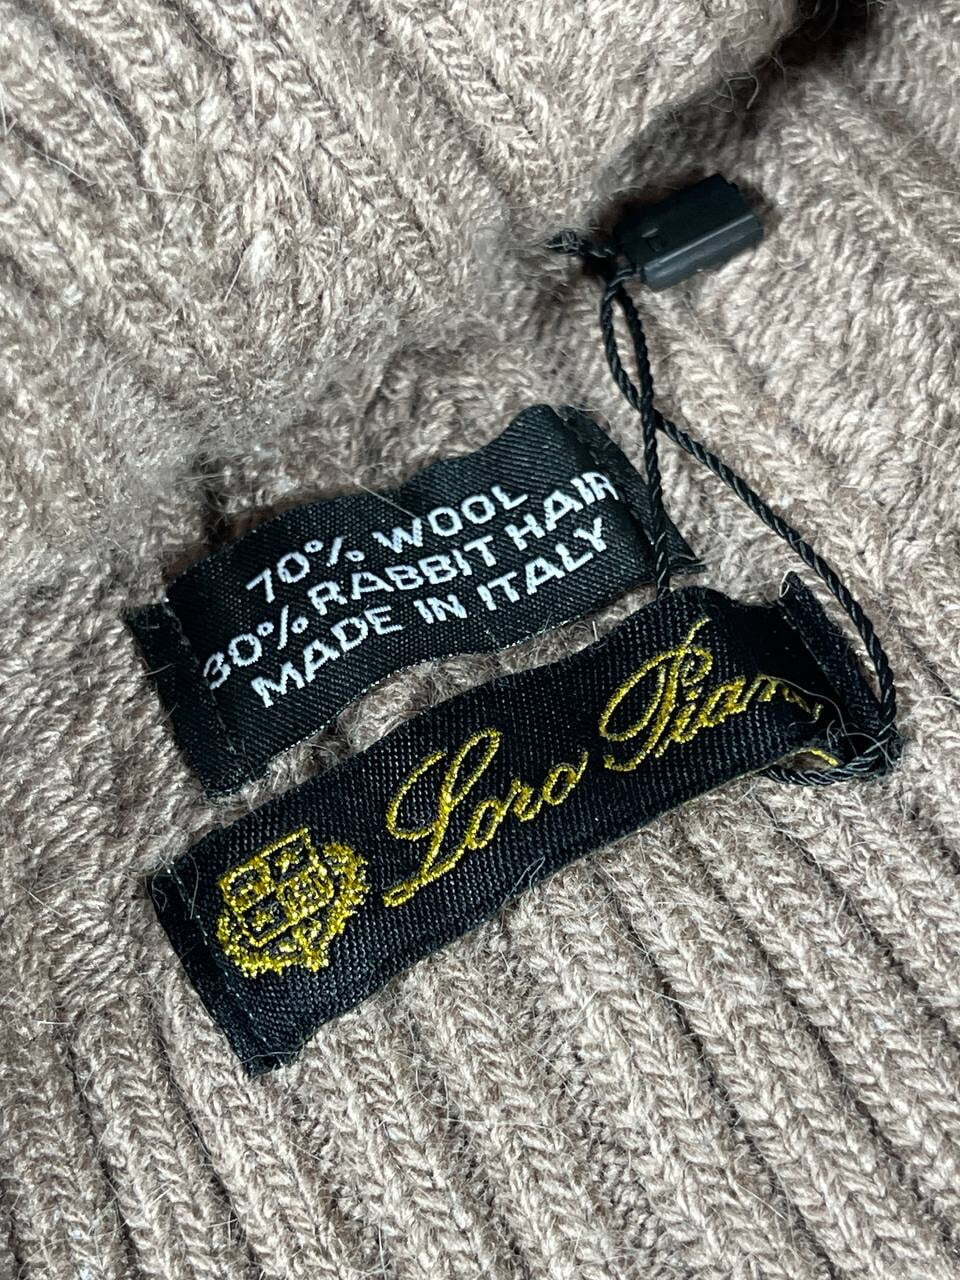 70% WOOL
30% RABBIT HAIR
MADE IN ITALY
Loro Piana